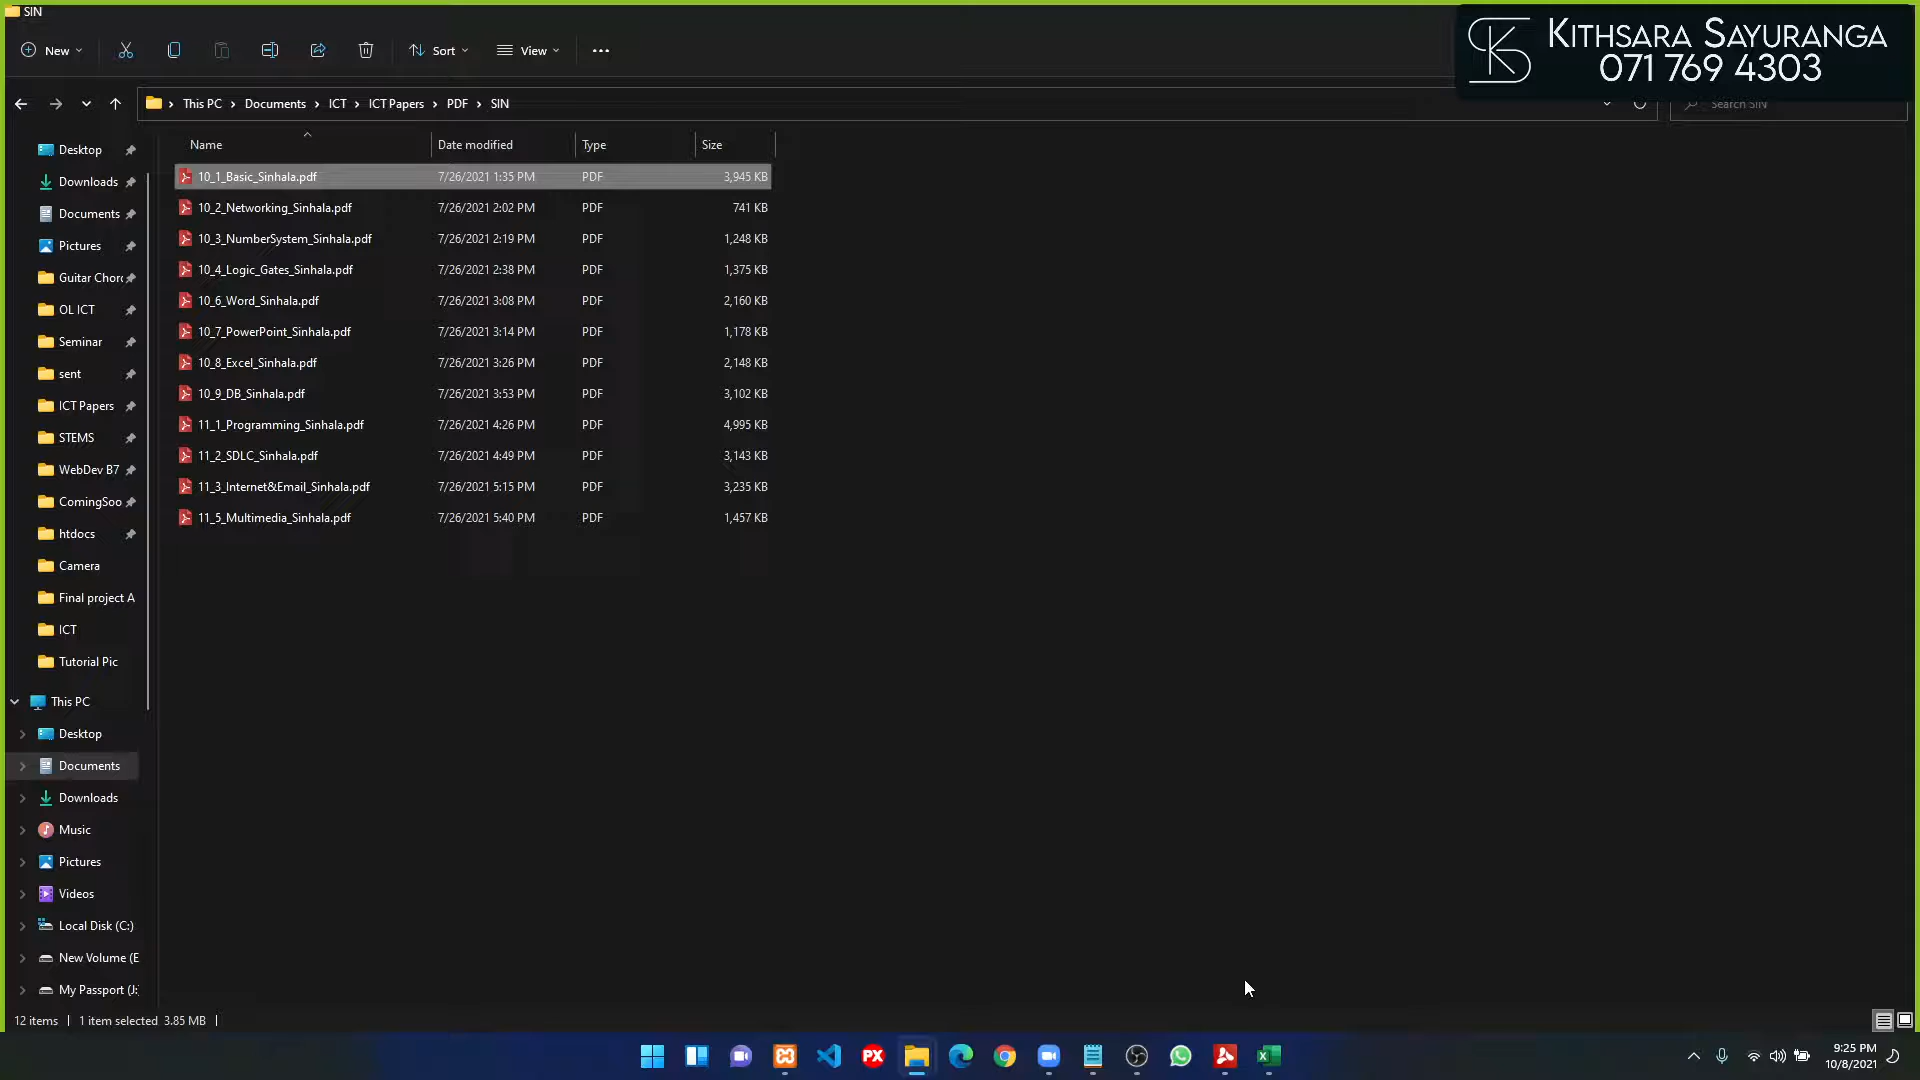 SIN
New
Sort
View
KITHSARA SAYURANGA
071 769 4303
This PC > Documents > ICT > ICT Papers > PDF > SIN
Search SIN
Name Date modified Type Size
10_1_Basic_Sinhala.pdf 7/26/2021 1:35 PM PDF 3,945 KB
10_2_Networking_Sinhala.pdf 7/26/2021 2:02 PM PDF 741 KB
10_3_NumberSystem_Sinhala.pdf 7/26/2021 2:19 PM PDF 1,248 KB
10_4_Logic_Gates_Sinhala.pdf 7/26/2021 2:38 PM PDF 1,375 KB
10_6_Word_Sinhala.pdf 7/26/2021 3:08 PM PDF 2,160 KB
10_7_PowerPoint_Sinhala.pdf 7/26/2021 3:14 PM PDF 1,178 KB
10_8_Excel_Sinhala.pdf 7/26/2021 3:26 PM PDF 2,148 KB
10_9_DB_Sinhala.pdf 7/26/2021 3:53 PM PDF 3,102 KB
11_1_Programming_Sinhala.pdf 7/26/2021 4:26 PM PDF 4,995 KB
11_2_SDLC_Sinhala.pdf 7/26/2021 4:49 PM PDF 3,143 KB
11_3_Internet&Email_Sinhala.pdf 7/26/2021 5:15 PM PDF 3,235 KB
11_5_Multimedia_Sinhala.pdf 7/26/2021 5:40 PM PDF 1,457 KB
Desktop
Downloads
Documents
Pictures
Guitar Chorc
OL ICT
Seminar
sent
ICT Papers
STEMS
WebDev B7
ComingSoo
htdocs
Camera
Final project A
ICT
Tutorial Pic
This PC
Desktop
Documents
Downloads
Music
Pictures
Videos
Local Disk (C:)
New Volume (E
My Passport (J:
12 items | 1 item selected 3.85 MB |
PX
9:25 PM
10/8/2021